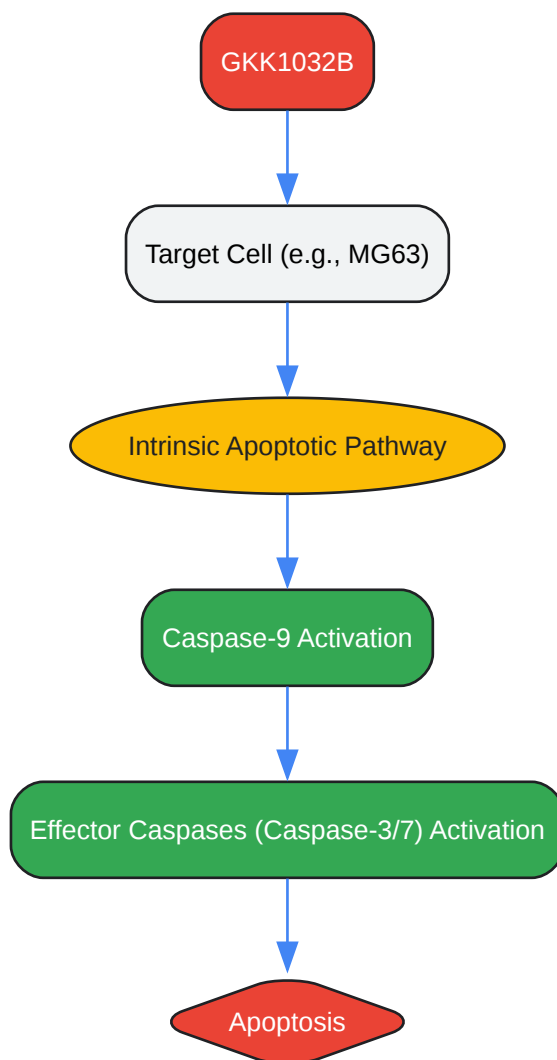 GKK1032B
Target Cell (e.g., MG63)
Intrinsic Apoptotic Pathway
Caspase-9 Activation
Effector Caspases (Caspase-3/7) Activation
Apoptosis